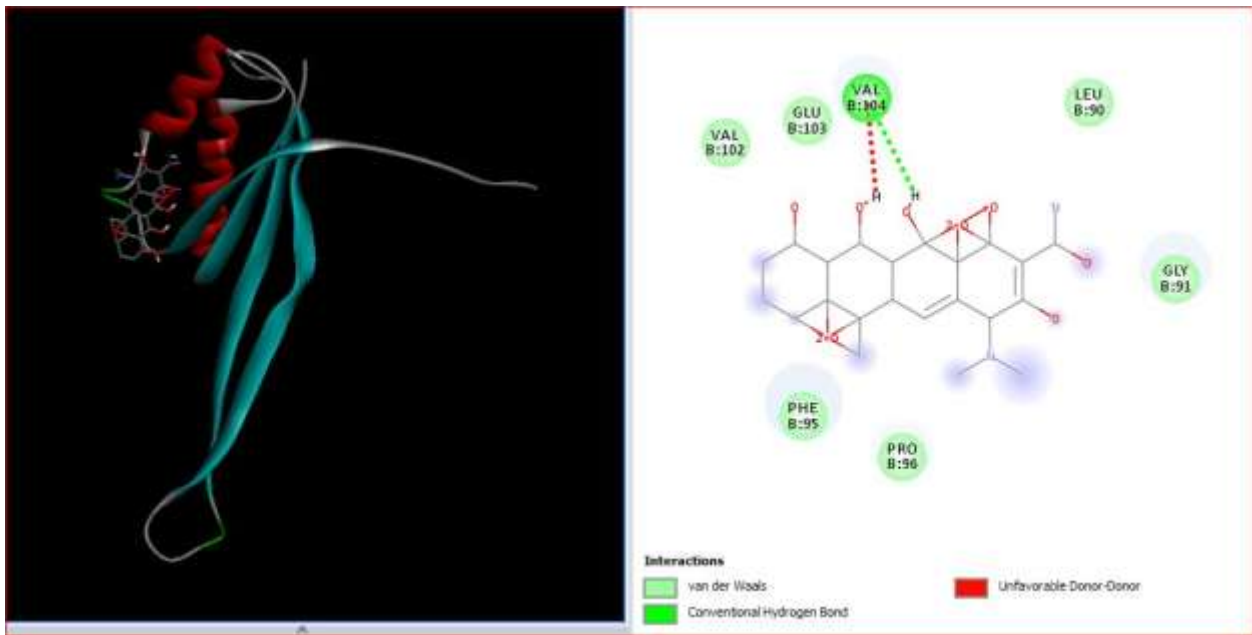 VAL
B:104
LEU
B:90
GLU
B:103
VAL
B:102
H
H
O
O
O
O
O
GLY
B:91
O
O
PHE
B:95
PRO
B:96
Interactions
van der Waals
Unfavorable Donor-Donor
Conventional Hydrogen Bond